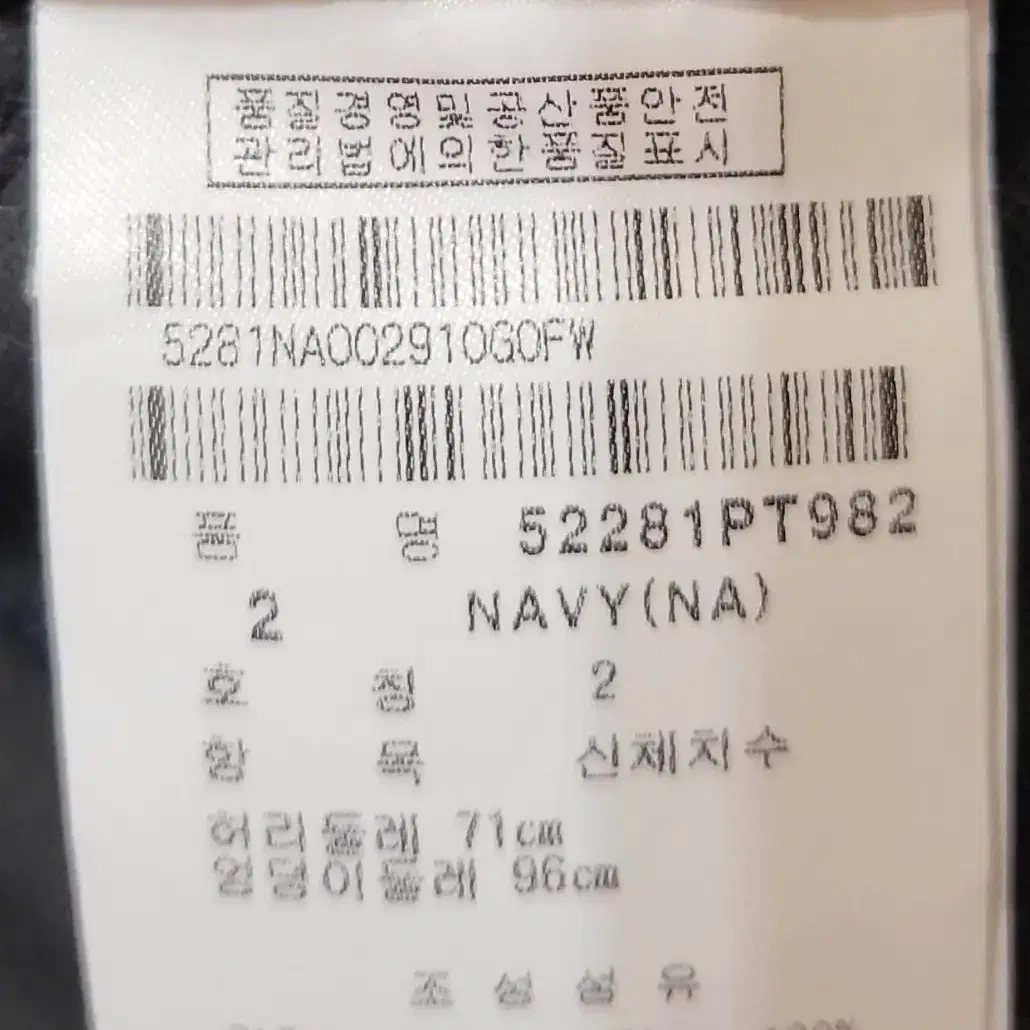 품질경영및공산품안전
관리법에의한품질표시
5281NA002910G0FW
품 명 52281PT982
2 NAVY(NA)
호 칭 2
항 목 신체치수
허리둘레 71cm
엉덩이둘레 96cm
조성섬유